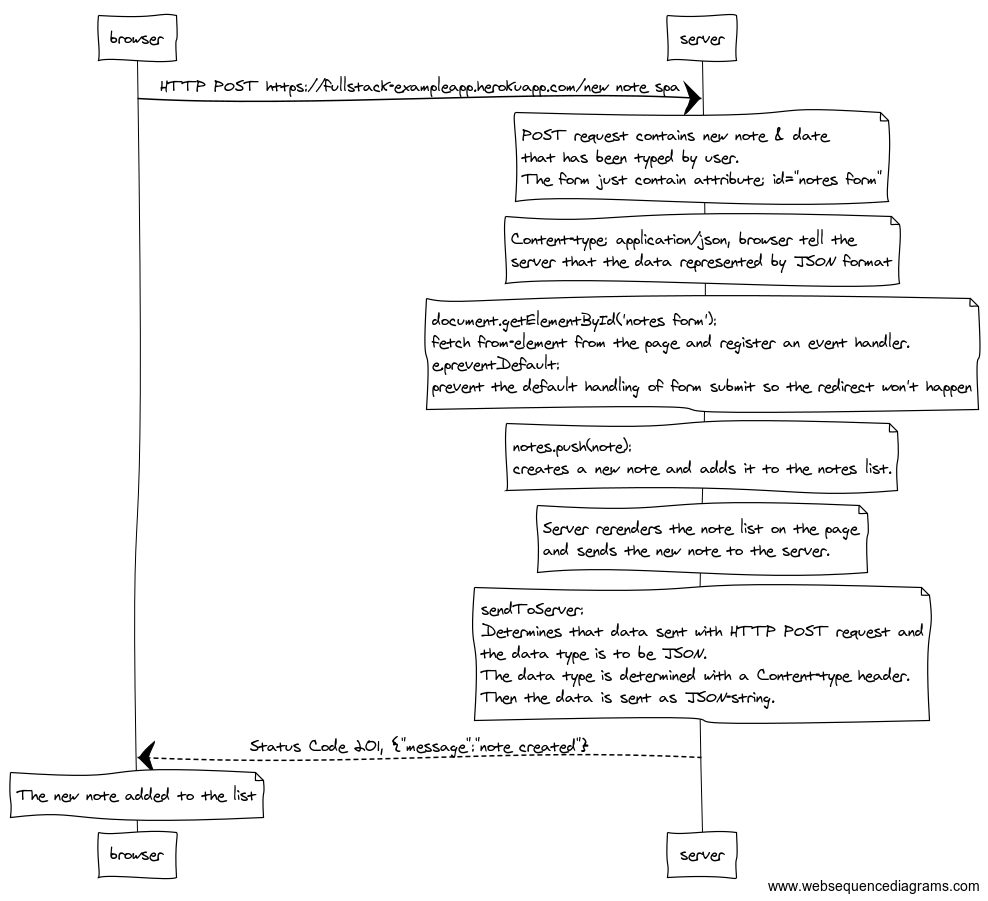 browser
server
HTTP POST https://fullstack-exampleapp.herokuapp.com/new note spa
POST request contains new note & date
that has been typed by user.
The form just contain attribute; id="notes form"
Content-type; application/json, browser tell the
server that the data represented by JSON format
document.getElementById('notes form');
fetch from-element from the page and register an event handler.
e.preventDefault;
prevent the default handling of form submit so the redirect won't happen
notes.push(note);
creates a new note and adds it to the notes list.
Server rerenders the note list on the page
and sends the new note to the server.
sendToServer;
Determines that data sent with HTTP POST request and
the data type is to be JSON.
The data type is determined with a Content-type header.
Then the data is sent as JSON-string.
Status Code 201, {"message":"note created"}
The new note added to the list
browser
server
www.websequencediagrams.com